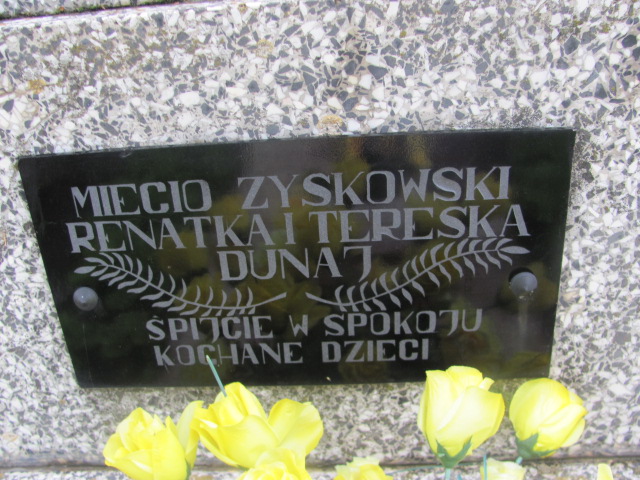 MIECIO ZYSKOWSKI
RENATKA I TERESKA
DUNAJ
ŚPIJCIE W SPOKOJU
KOCHANE DZIECI